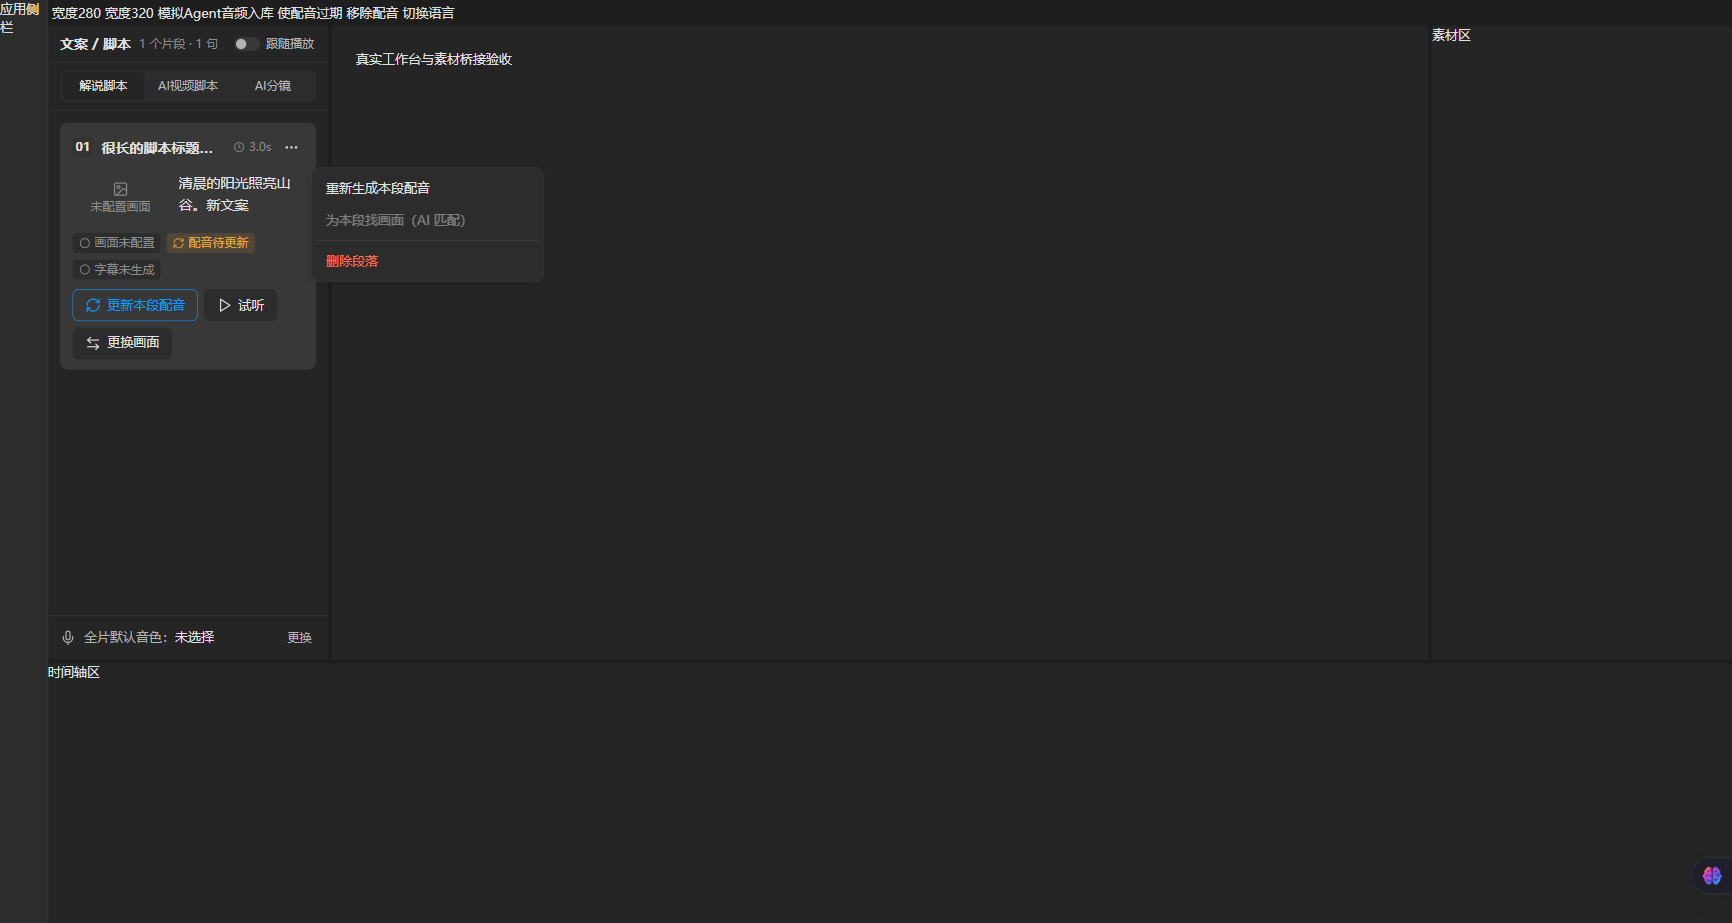 应用侧
栏
宽度280 宽度320 模拟Agent音频入库 使配音过期 移除配音 切换语言
文案 / 脚本 1 个片段 · 1 句 跟随播放
解说脚本 AI视频脚本 AI分镜
01 很长的脚本标题... 3.0s ···
未配置画面
清晨的阳光照亮山
谷。新文案
画面未配置 配音待更新
字幕未生成
更新本段配音 试听
更换画面
重新生成本段配音
为本段找画面（AI 匹配）
删除段落
真实工作台与素材桥接验收
素材区
全片默认音色：未选择 更换
时间轴区